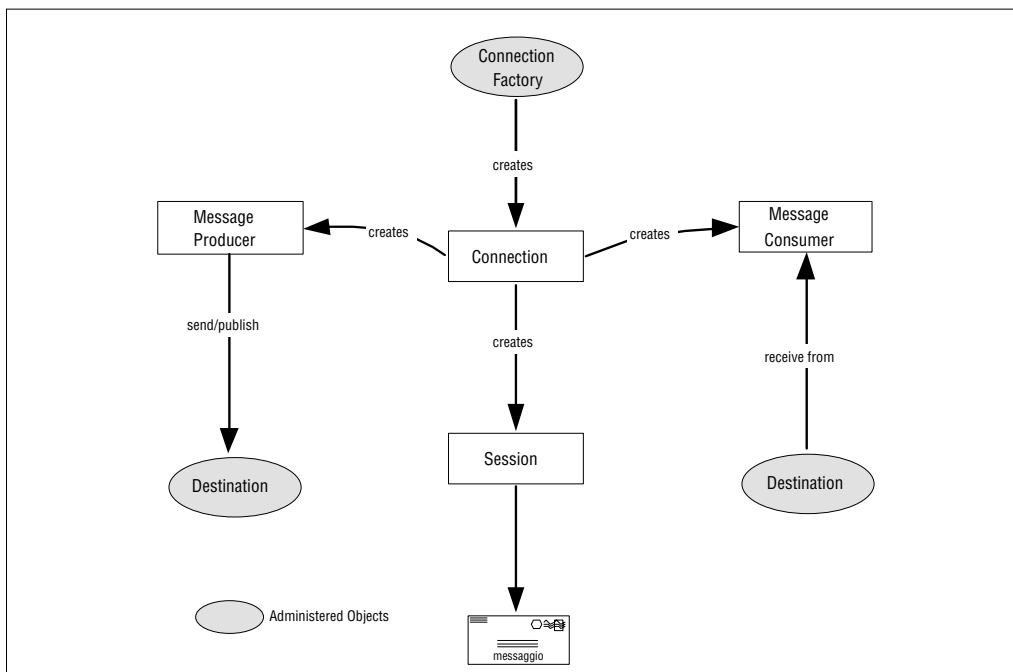 Connection
Factory
creates
Message
Producer
creates
Connection
creates
Message
Consumer
send/publish
creates
receive from
Destination
Session
Destination
Administered Objects
messaggio